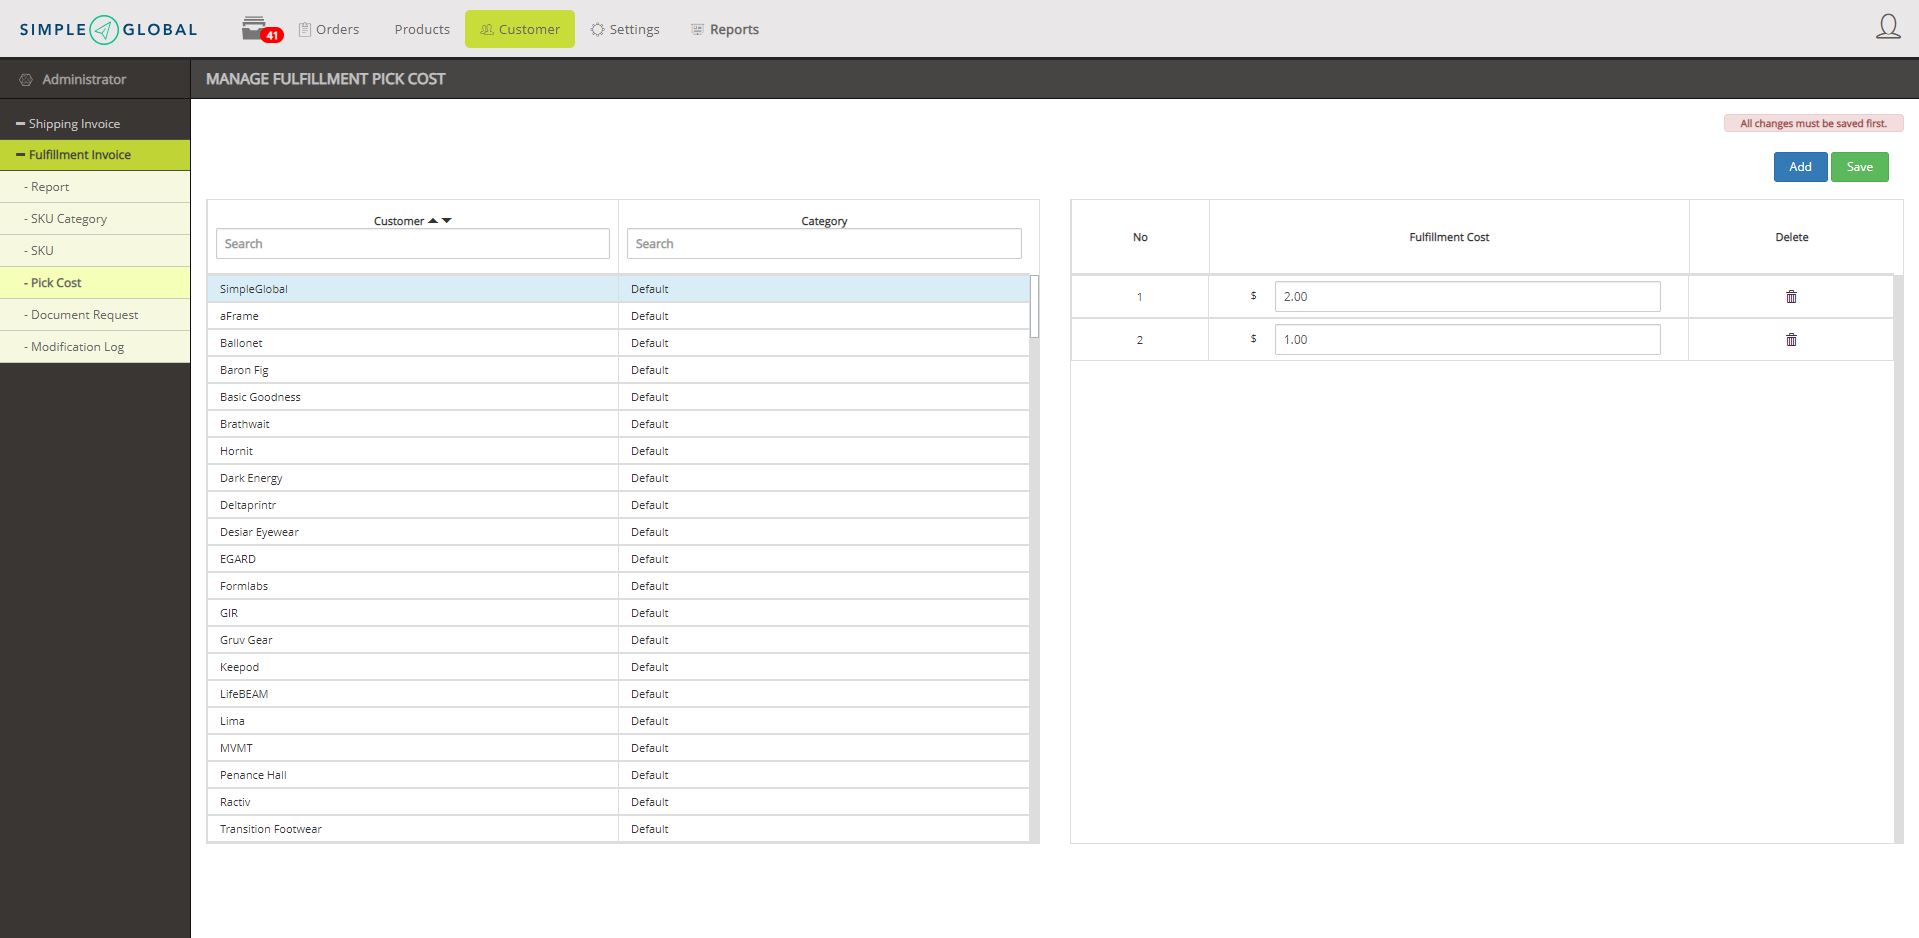 SIMPLE GLOBAL
41
Orders
Products
Customer
Settings
Reports
Administrator
MANAGE FULFILLMENT PICK COST
Shipping Invoice
Fulfillment Invoice
- Report
- SKU Category
- SKU
- Pick Cost
- Document Request
- Modification Log
All changes must be saved first.
Add
Save
Customer
Category
Search
Search
SimpleGlobal Default
aFrame Default
Ballonet Default
Baron Fig Default
Basic Goodness Default
Brathwait Default
Hornit Default
Dark Energy Default
Deltaprintr Default
Desiar Eyewear Default
EGARD Default
Formlabs Default
GIR Default
Gruv Gear Default
Keepod Default
LifeBEAM Default
Lima Default
MVMT Default
Penance Hall Default
Ractiv Default
Transition Footwear Default
No Fulfillment Cost Delete
1 $ 2.00
2 $ 1.00